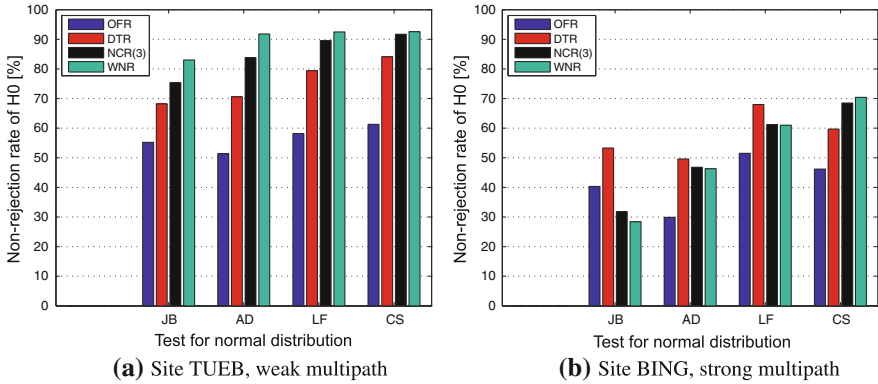 Non-rejection rate of H0 [%]
100
90
80
70
60
50
40
30
20
10
0
OFR
DTR
NCR(3)
WNR
JB AD LF CS
Test for normal distribution
(a) Site TUEB, weak multipath
Non-rejection rate of H0 [%]
100
90
80
70
60
50
40
30
20
10
0
OFR
DTR
NCR(3)
WNR
JB AD LF CS
Test for normal distribution
(b) Site BING, strong multipath